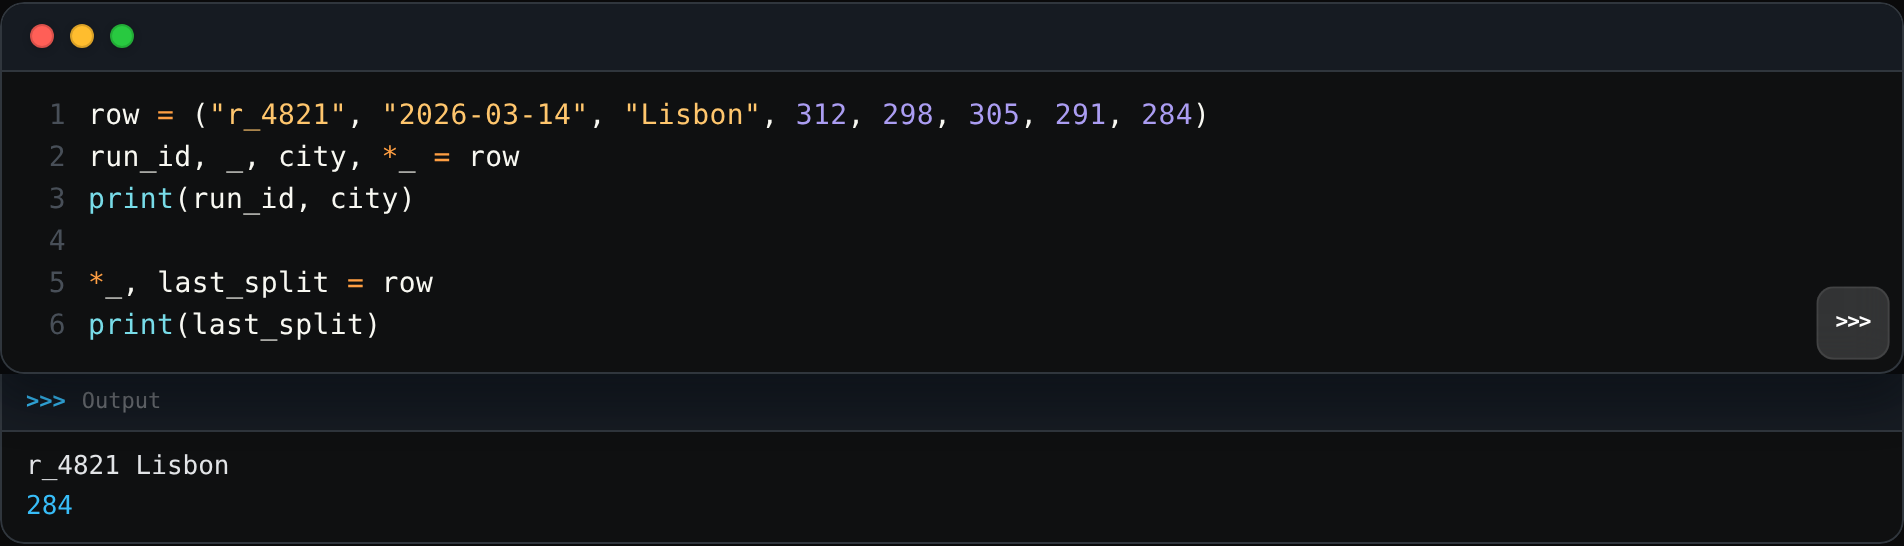 1 row = ("r_4821", "2026-03-14", "Lisbon", 312, 298, 305, 291, 284)
2 run_id, _, city, *_ = row
3 print(run_id, city)
4
5 *_, last_split = row
6 print(last_split)
>>>
>>> Output
r_4821 Lisbon
284